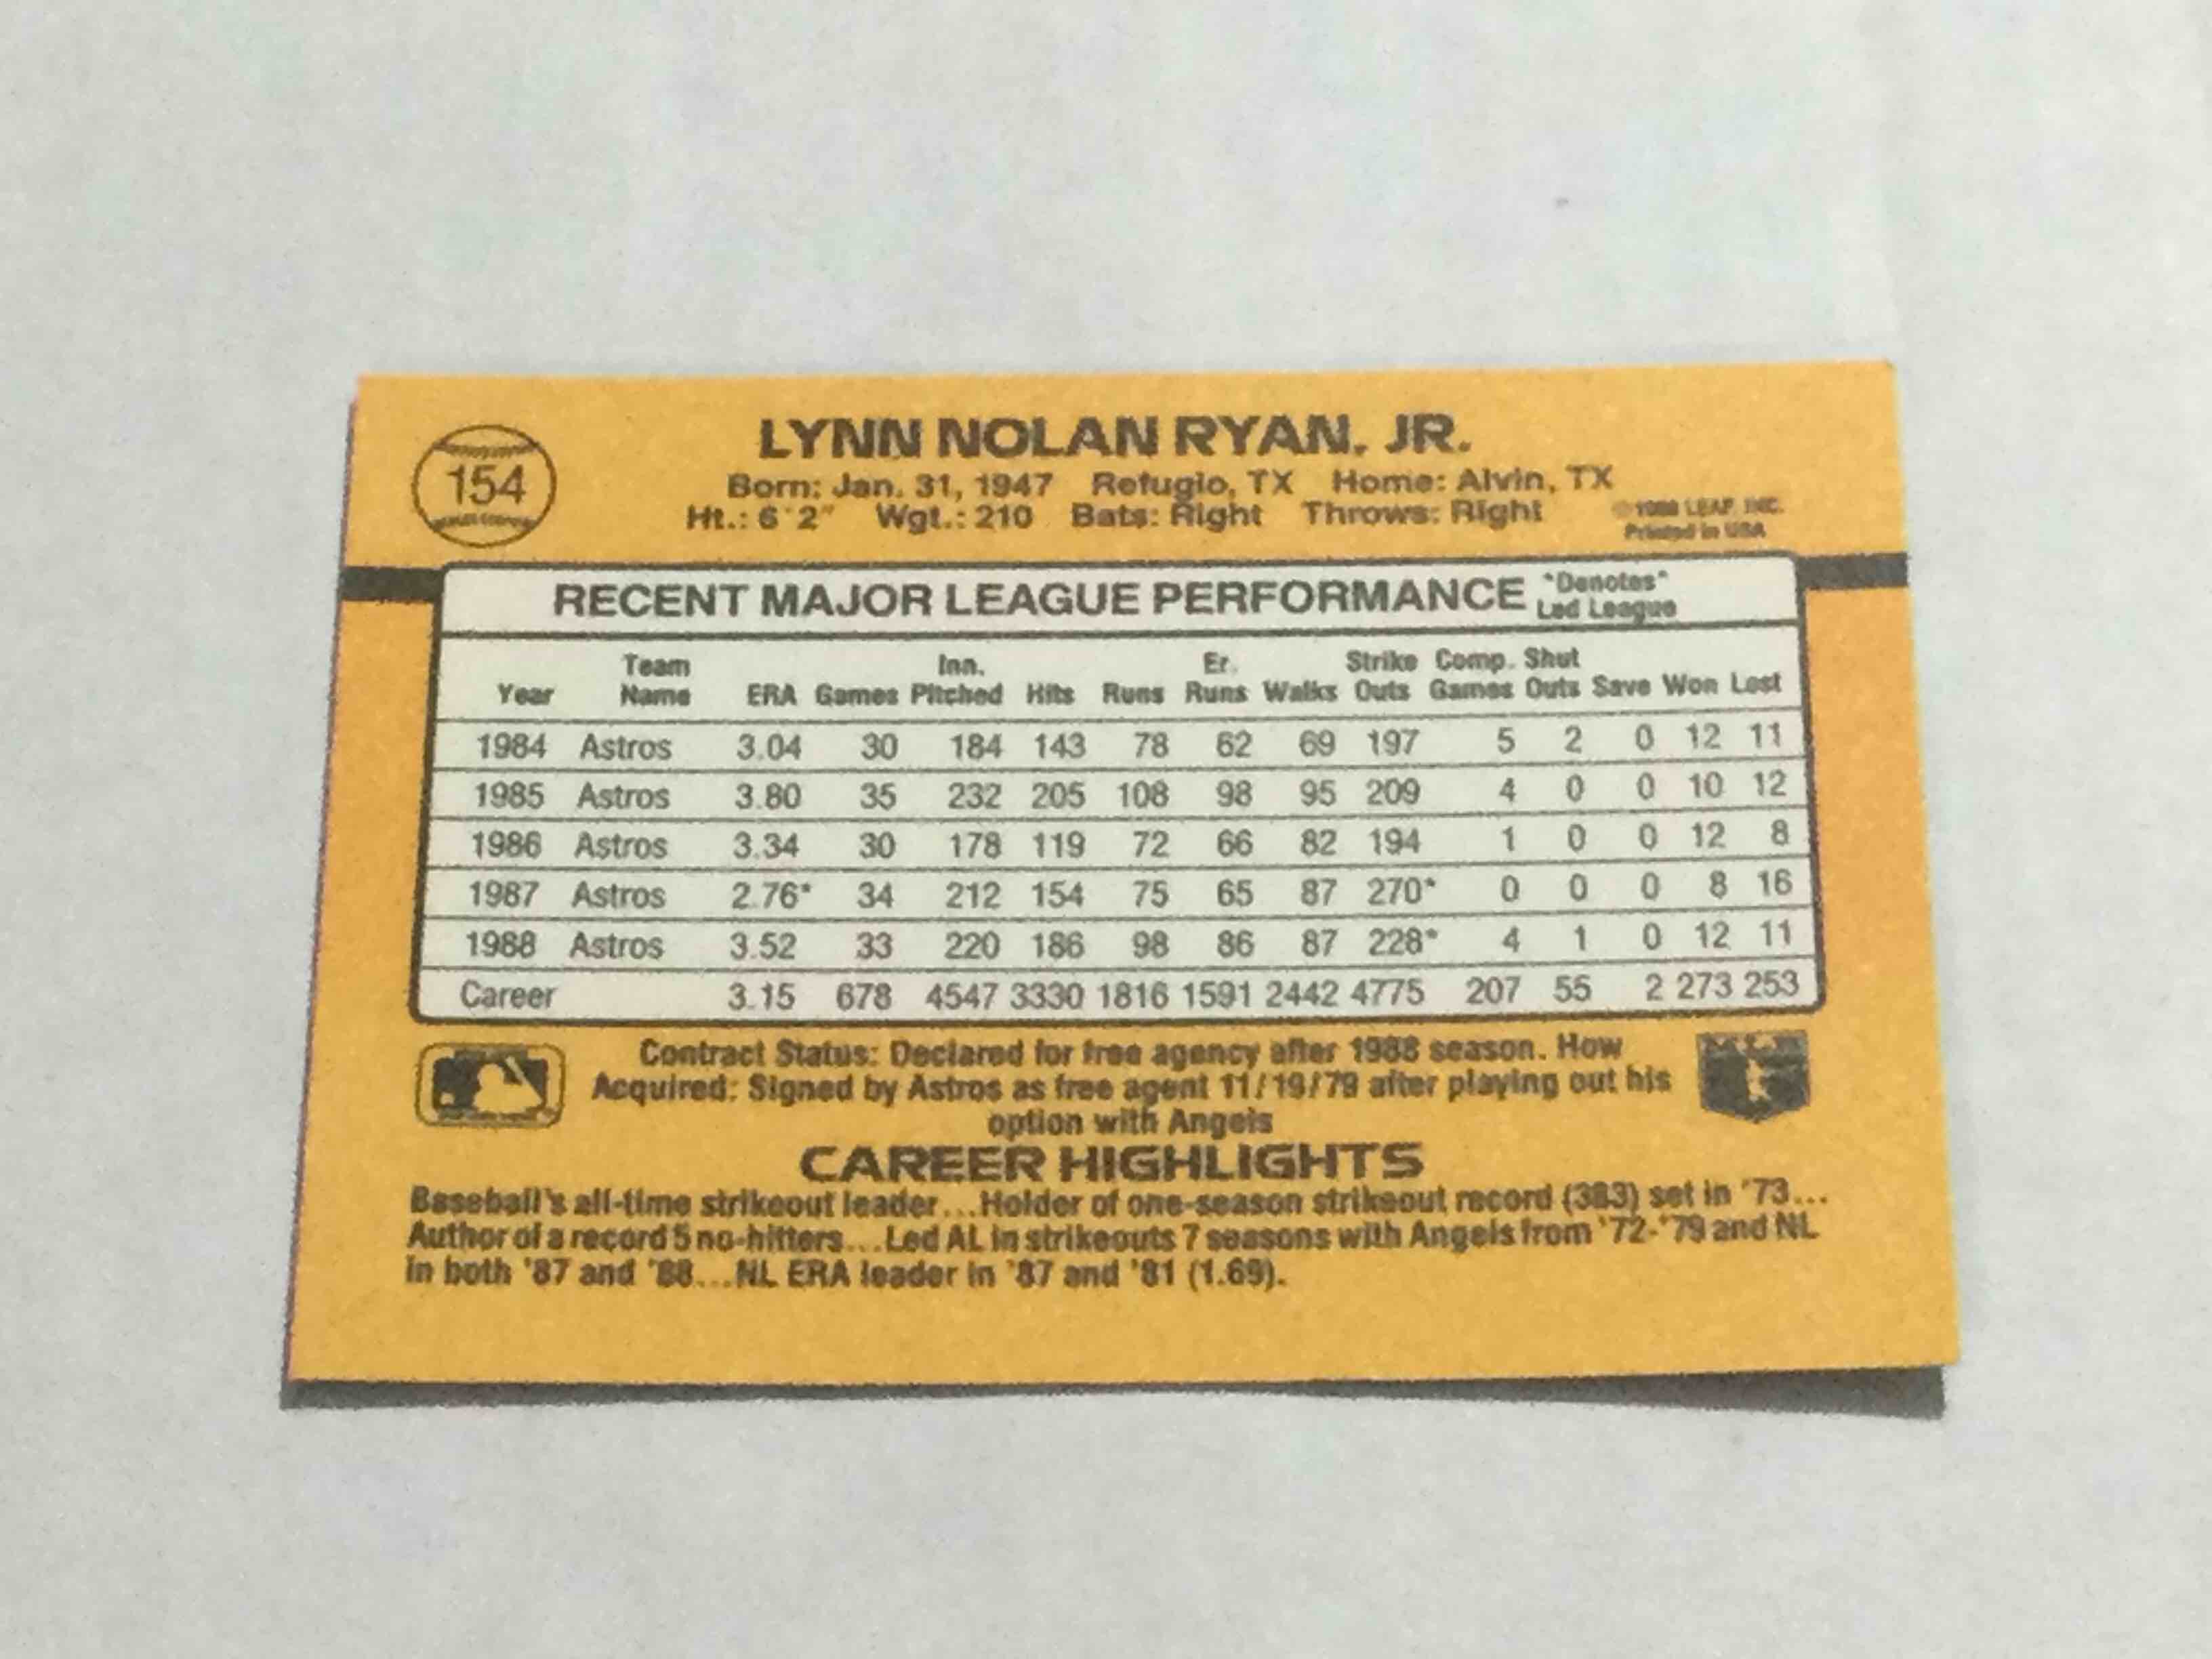 154
LYNN NOLAN RYAN, JR.
Born: Jan. 31, 1947 Refugio, TX Home: Alvin, TX
Ht.: 6'2" Wgt.: 210 Bats: Right Throws: Right
LEAF, INC.
Printed in USA
RECENT MAJOR LEAGUE PERFORMANCE *Denotes* Led League
Year Team Name ERA Games Inn. Pitched Hits Runs Er. Runs Walks Strike Outs Comp. Games Shut Outs Save Won Lost
1984 Astros 3.04 30 184 143 78 62 69 197 5 2 0 12 11
1985 Astros 3.80 35 232 205 108 98 95 209 4 0 0 10 12
1986 Astros 3.34 30 178 119 72 66 82 194 1 0 0 12 8
1987 Astros 2.76* 34 212 154 75 65 87 270* 0 0 0 8 16
1988 Astros 3.52 33 220 186 98 86 87 228* 4 1 0 12 11
Career 3.15 678 4547 3330 1816 1591 2442 4775 207 55 2 273 253
Contract Status: Declared for free agency after 1988 season. How
Acquired: Signed by Astros as free agent 11/19/79 after playing out his
option with Angels
CAREER HIGHLIGHTS
Baseball's all-time strikeout leader...Holder of one-season strikeout record (383) set in '73...
Author of a record 5 no-hitters...Led AL in strikeouts 7 seasons with Angels from '72-'79 and NL
in both '87 and '88...NL ERA leader in '87 and '81 (1.69).